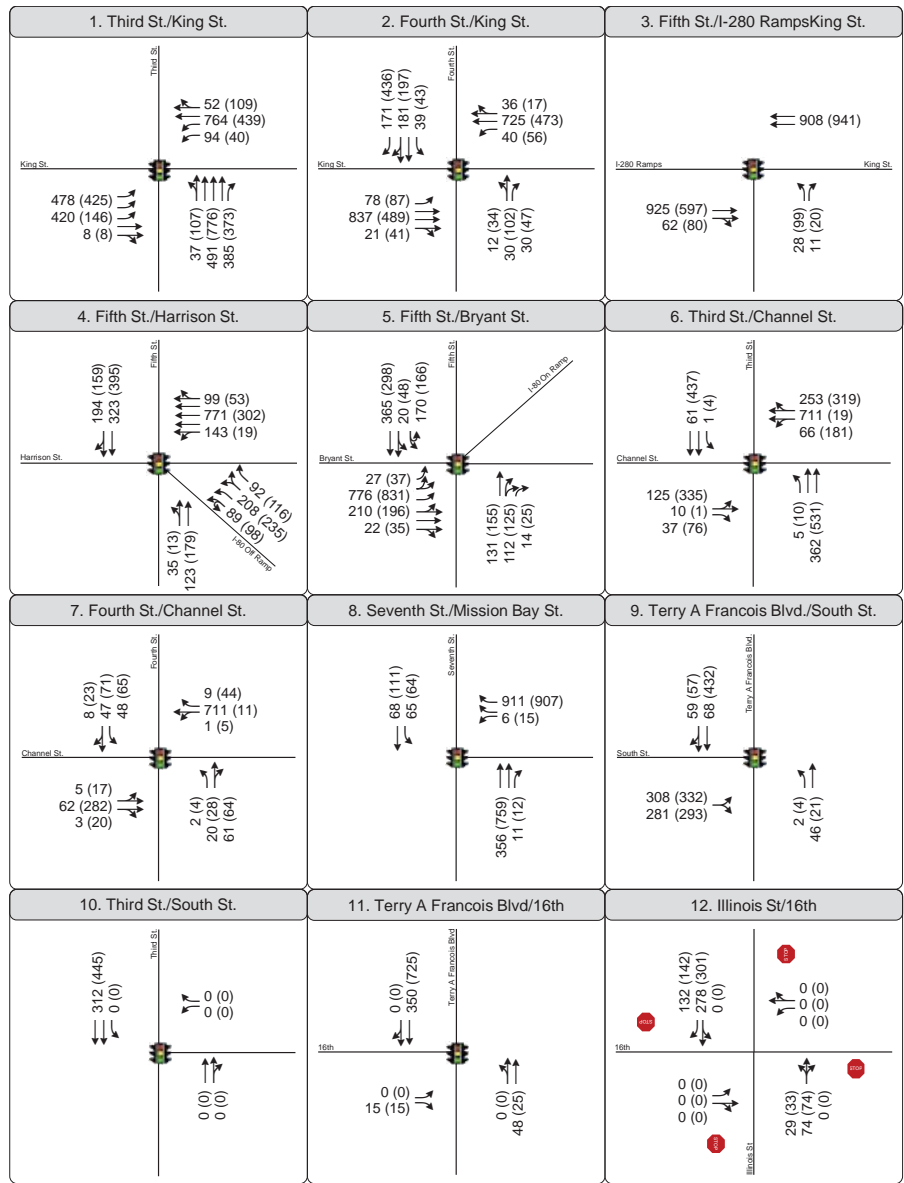 1. Third St./King St.
Third St.
52 (109)
764 (439)
94 (40)
King St.
478 (425)
420 (146)
8 (8)
37 (107)
491 (776)
385 (373)
2. Fourth St./King St.
Fourth St.
171 (436)
181 (197)
39 (43)
36 (17)
725 (473)
40 (56)
King St.
78 (87)
837 (489)
21 (41)
12 (34)
30 (102)
30 (47)
3. Fifth St./I-280 RampsKing St.
908 (941)
I-280 Ramps
King St.
925 (597)
62 (80)
28 (99)
11 (20)
4. Fifth St./Harrison St.
Fifth St.
194 (159)
323 (395)
99 (53)
771 (302)
143 (19)
Harrison St.
92 (116)
208 (235)
89 (98)
I-80 Off Ramp
35 (13)
123 (179)
5. Fifth St./Bryant St.
Fifth St.
I-80 On Ramp
365 (298)
20 (48)
170 (166)
Bryant St.
27 (37)
776 (831)
210 (196)
22 (35)
131 (155)
112 (125)
14 (25)
6. Third St./Channel St.
Third St.
61 (437)
1 (4)
253 (319)
711 (19)
66 (181)
Channel St.
125 (335)
10 (1)
37 (76)
5 (10)
362 (531)
7. Fourth St./Channel St.
Fourth St.
8 (23)
47 (71)
48 (65)
9 (44)
711 (11)
1 (5)
Channel St.
5 (17)
62 (282)
3 (20)
2 (4)
20 (28)
61 (64)
8. Seventh St./Mission Bay St.
Seventh St.
68 (111)
65 (64)
911 (907)
6 (15)
356 (759)
11 (12)
9. Terry A Francois Blvd./South St.
Terry A Francois Blvd.
59 (57)
68 (432)
South St.
308 (332)
281 (293)
2 (4)
46 (21)
10. Third St./South St.
Third St.
312 (445)
0 (0)
0 (0)
0 (0)
0 (0)
0 (0)
11. Terry A Francois Blvd/16th
Terry A Francois Blvd
0 (0)
350 (725)
16th
0 (0)
15 (15)
0 (0)
48 (25)
12. Illinois St/16th
STOP
132 (142)
278 (301)
0 (0)
0 (0)
0 (0)
0 (0)
STOP
16th
STOP
0 (0)
0 (0)
0 (0)
29 (33)
74 (74)
0 (0)
STOP
Illinois St